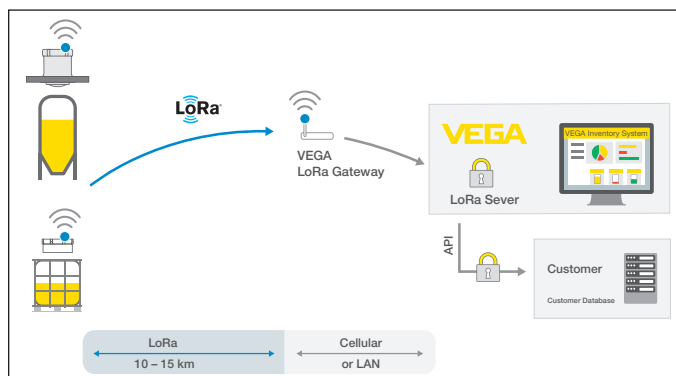 LoRa
VEGA
LoRa Gateway
VEGA
LoRa Sever
VEGA Inventory System
API
Customer
Customer Database
LoRa
10 – 15 km
Cellular
or LAN